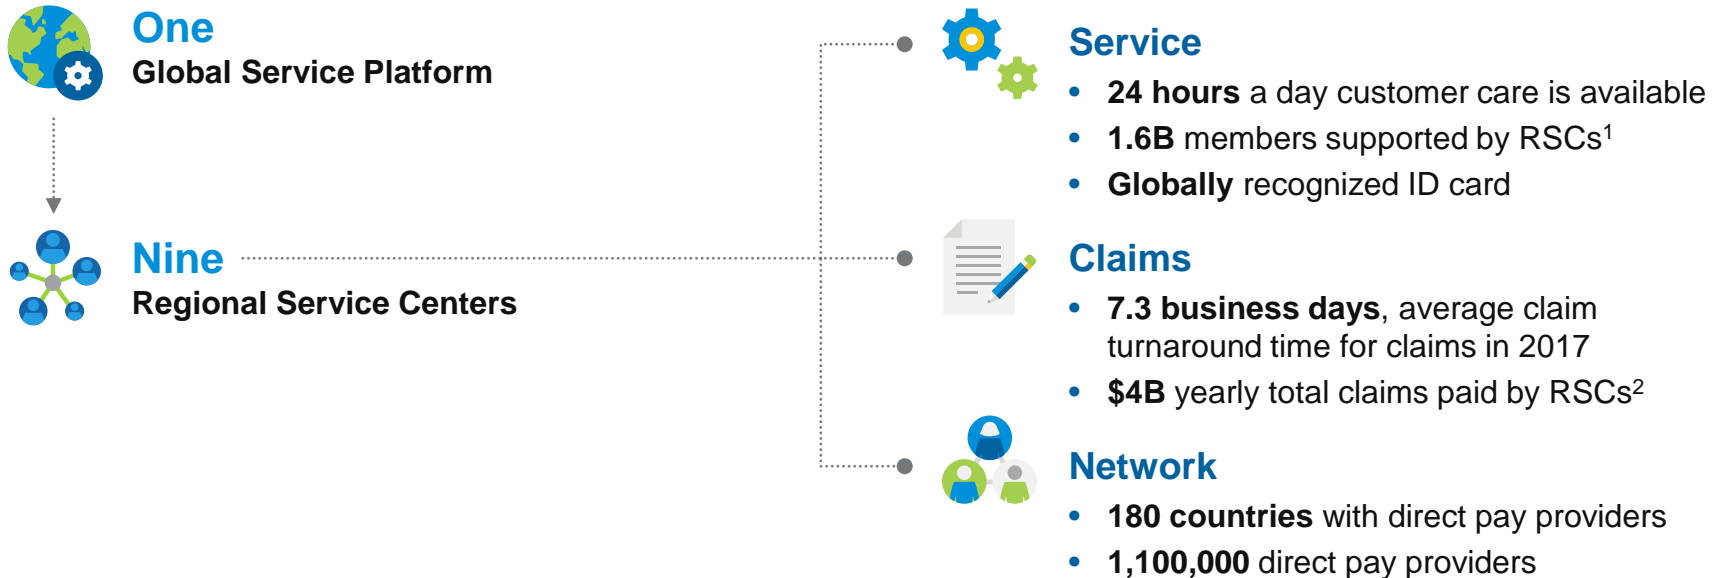 One
Global Service Platform
Nine
Regional Service Centers
Service
• 24 hours a day customer care is available
• 1.6B members supported by RSCs¹
• Globally recognized ID card
Claims
• 7.3 business days, average claim
turnaround time for claims in 2017
• $4B yearly total claims paid by RSCs²
Network
• 180 countries with direct pay providers
• 1,100,000 direct pay providers